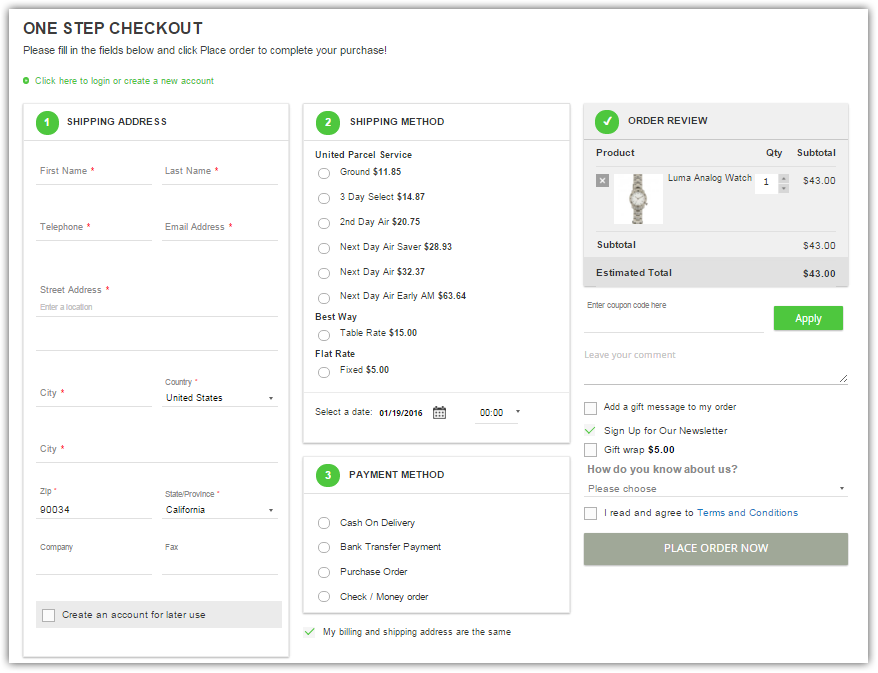 ONE STEP CHECKOUT
Please fill in the fields below and click Place order to complete your purchase!
Click here to login or create a new account
1 SHIPPING ADDRESS
First Name * Last Name *
Telephone * Email Address *
Street Address *
Enter a location
City * Country *
United States
City *
Zip * State/Province *
90034 California
Company Fax
Create an account for later use
2 SHIPPING METHOD
United Parcel Service
Ground $11.85
3 Day Select $14.87
2nd Day Air $20.75
Next Day Air Saver $28.93
Next Day Air $32.37
Next Day Air Early AM $63.64
Best Way
Table Rate $15.00
Flat Rate
Fixed $5.00
Select a date: 01/19/2016 00:00
3 PAYMENT METHOD
Cash On Delivery
Bank Transfer Payment
Purchase Order
Check / Money order
My billing and shipping address are the same
ORDER REVIEW
Product Qty Subtotal
Luma Analog Watch 1 $43.00
Subtotal $43.00
Estimated Total $43.00
Enter coupon code here
Apply
Leave your comment
Add a gift message to my order
Sign Up for Our Newsletter
Gift wrap $5.00
How do you know about us?
Please choose
I read and agree to Terms and Conditions
PLACE ORDER NOW